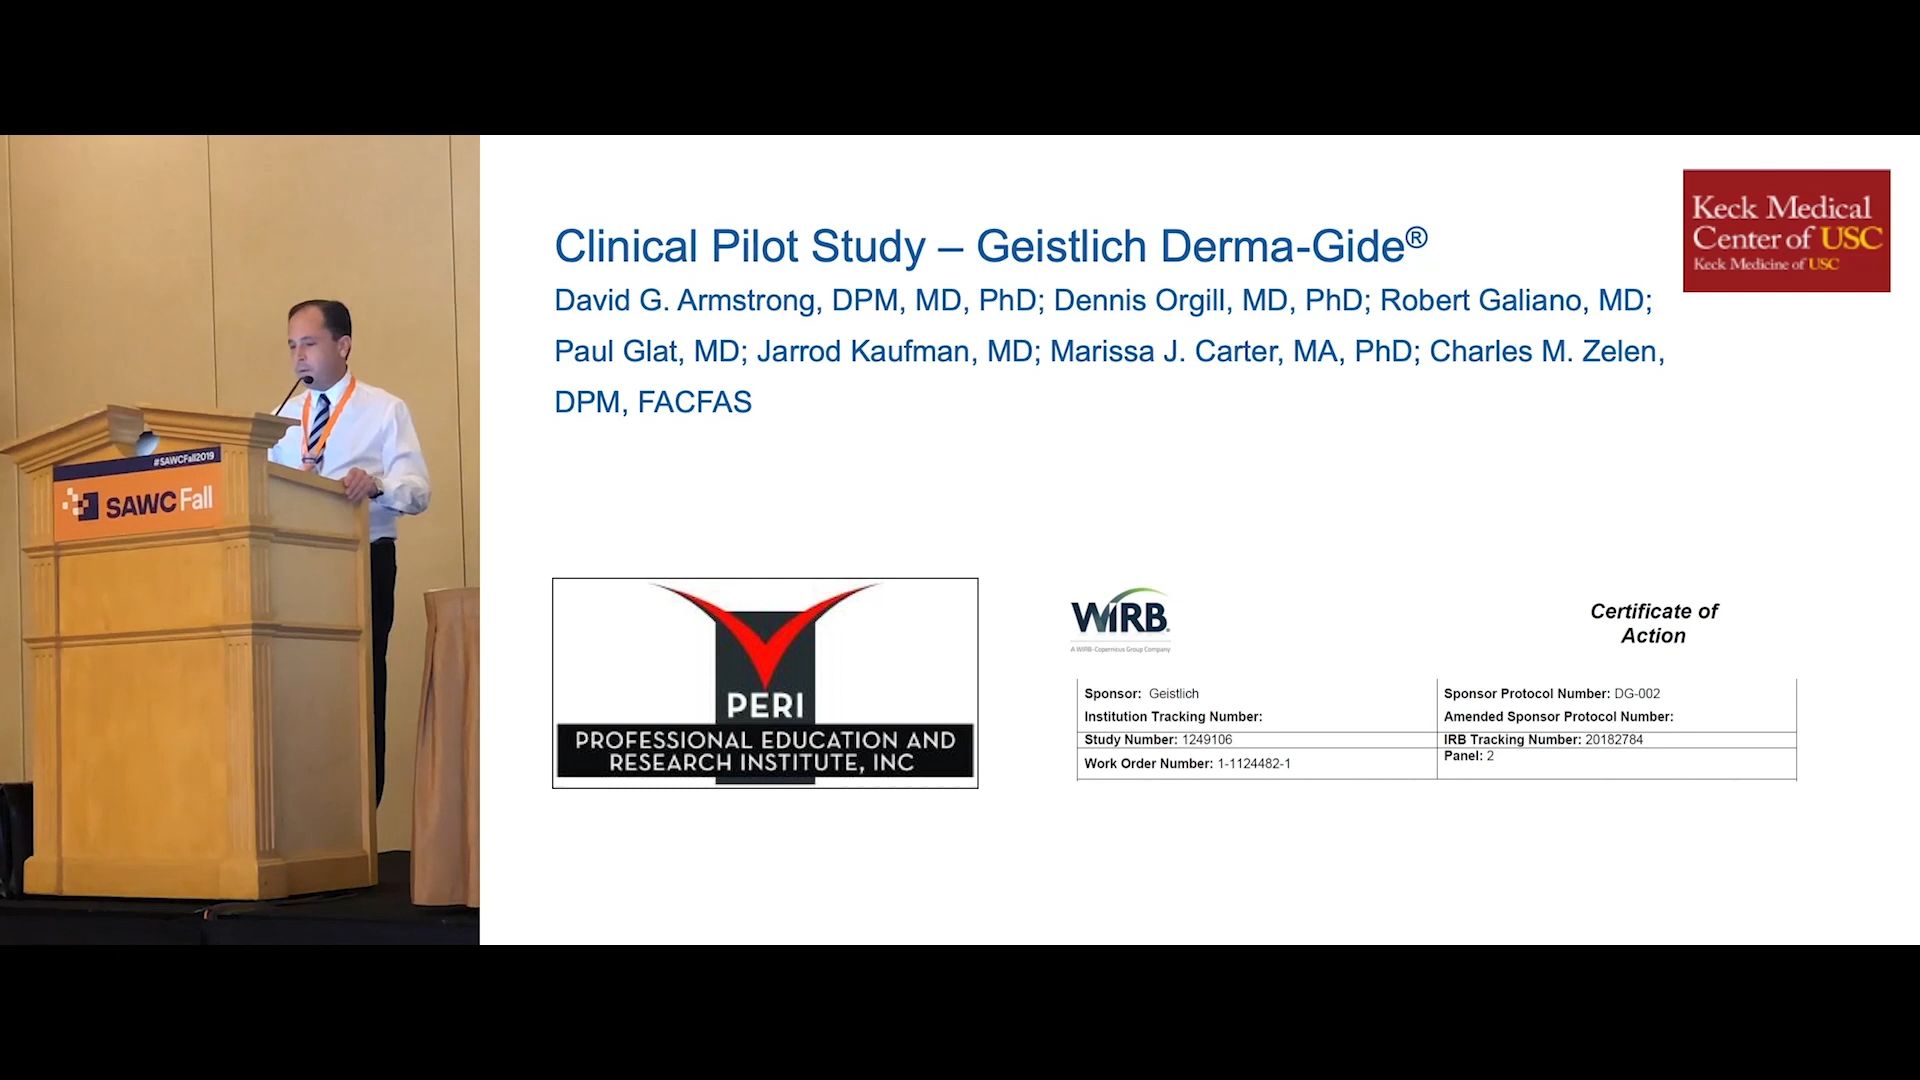 #SAWCFall2019
SAWC Fall
Keck Medical
Center of USC
Keck Medicine of USC
Clinical Pilot Study – Geistlich Derma-Gide®
David G. Armstrong, DPM, MD, PhD; Dennis Orgill, MD, PhD; Robert Galiano, MD;
Paul Glat, MD; Jarrod Kaufman, MD; Marissa J. Carter, MA, PhD; Charles M. Zelen,
DPM, FACFAS
PERI
PROFESSIONAL EDUCATION AND
RESEARCH INSTITUTE, INC
WIRB®
A WIRB-Copernicus Group Company
Certificate of
Action
Sponsor: Geistlich
Institution Tracking Number:
Study Number: 1249106
Work Order Number: 1-1124482-1
Sponsor Protocol Number: DG-002
Amended Sponsor Protocol Number:
IRB Tracking Number: 20182784
Panel: 2